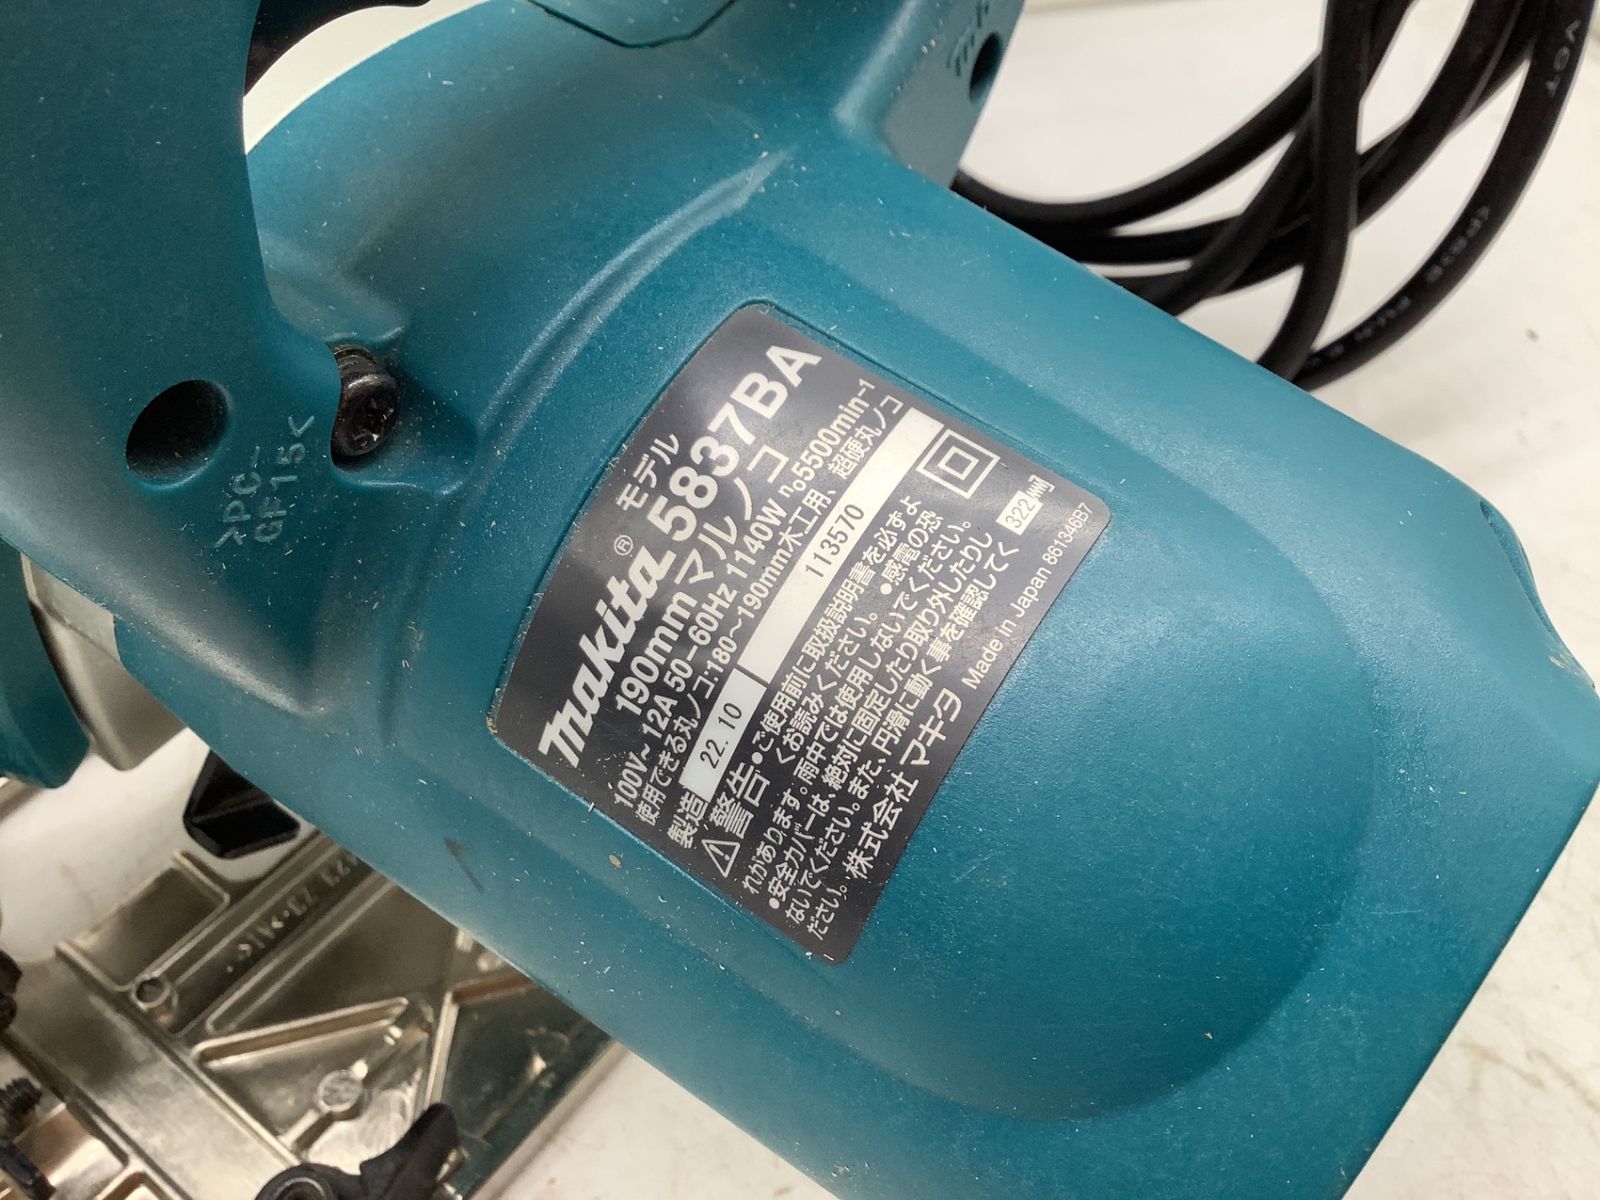 モデル
makita® 5837BA
190mmマルノコ
100V～ 12A 50-60Hz 1140W n₀5500min⁻¹
使用できる丸ノコ:180～190mm木工用、超硬丸ノコ
製造 22.10 113570
⚠警告 •ご使用前に取扱説明書を必ずよ
くお読みください。•感電の恐
れがあります。雨中では使用しないでください。
•安全カバーは、絶対に固定したり取り外したりし
ないでください。また、円滑に動く事を確認して
ください。
322
株式会社マキタ Made in Japan 861346B7
>PC-
GF15<
VCT